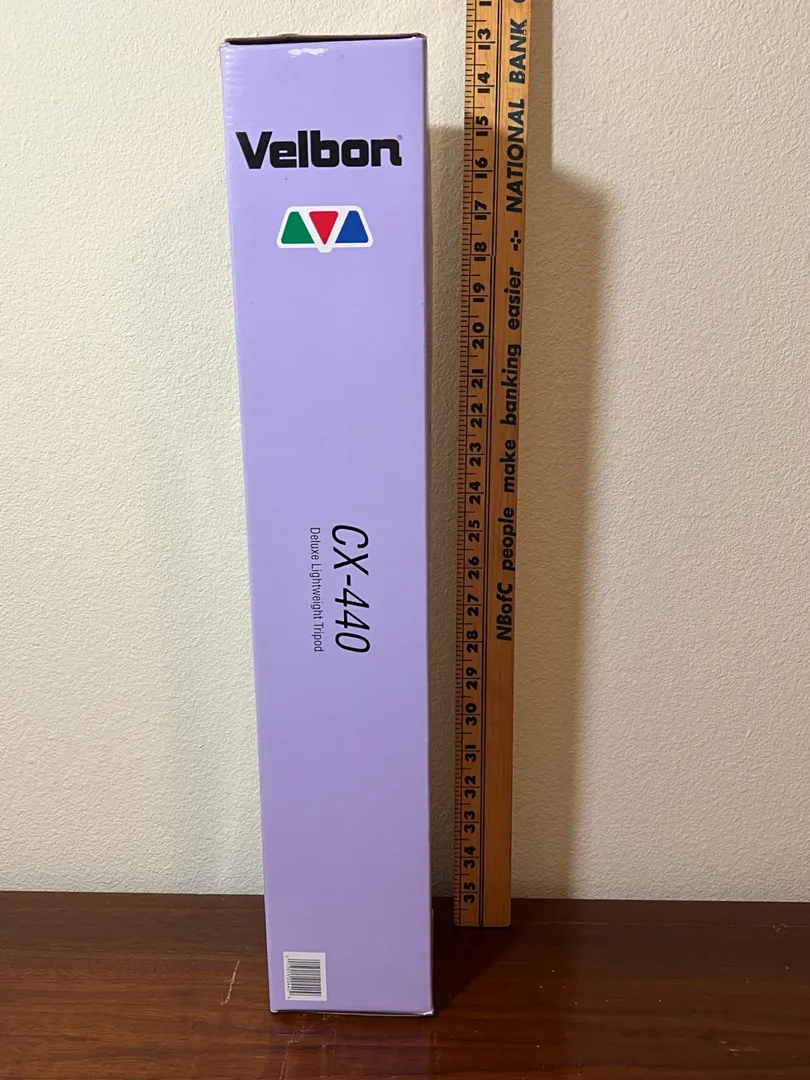 Velbon®
CX-440
Deluxe Lightweight Tripod
13 14 15 16 17 18 19 20 21 22 23 24 25 26 27 28 29 30 31 32 33 34 35
NBofC people make banking easier -:- NATIONAL BANK